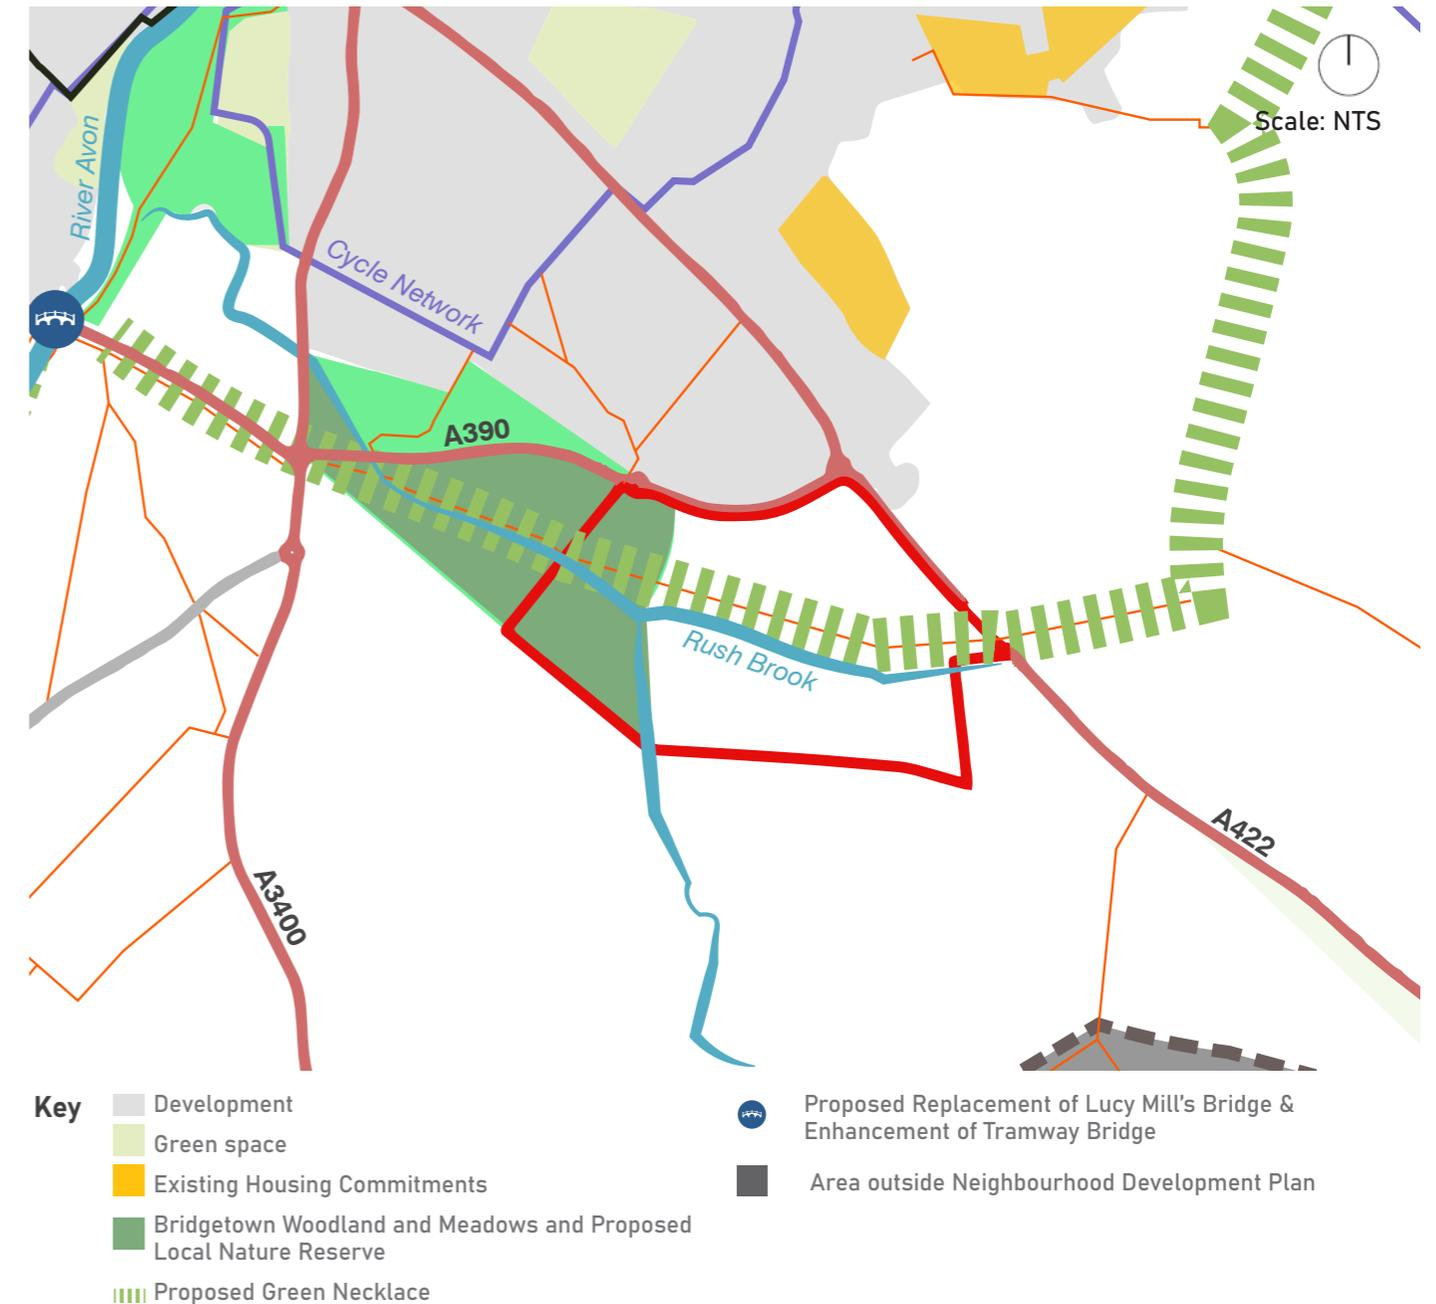 Scale: NTS
River Avon
Cycle Network
A390
Rush Brook
A422
A3400
Key
Development
Green space
Existing Housing Commitments
Bridgetown Woodland and Meadows and Proposed
Local Nature Reserve
Proposed Green Necklace
Proposed Replacement of Lucy Mill's Bridge &
Enhancement of Tramway Bridge
Area outside Neighbourhood Development Plan